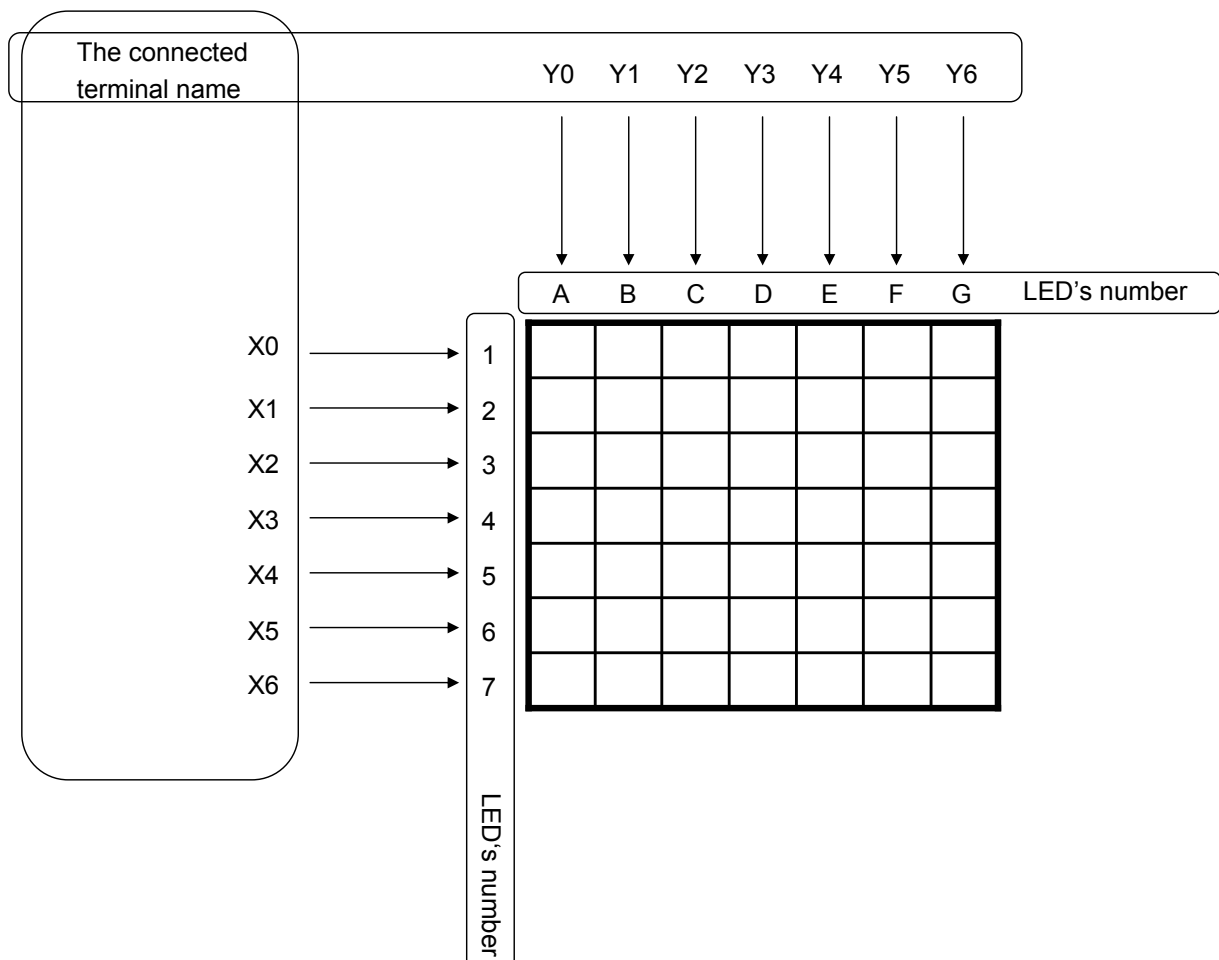 The connected
terminal name
Y0 Y1 Y2 Y3 Y4 Y5 Y6
A B C D E F G LED’s number
X0 1
X1 2
X2 3
X3 4
X4 5
X5 6
X6 7
LED‘s number